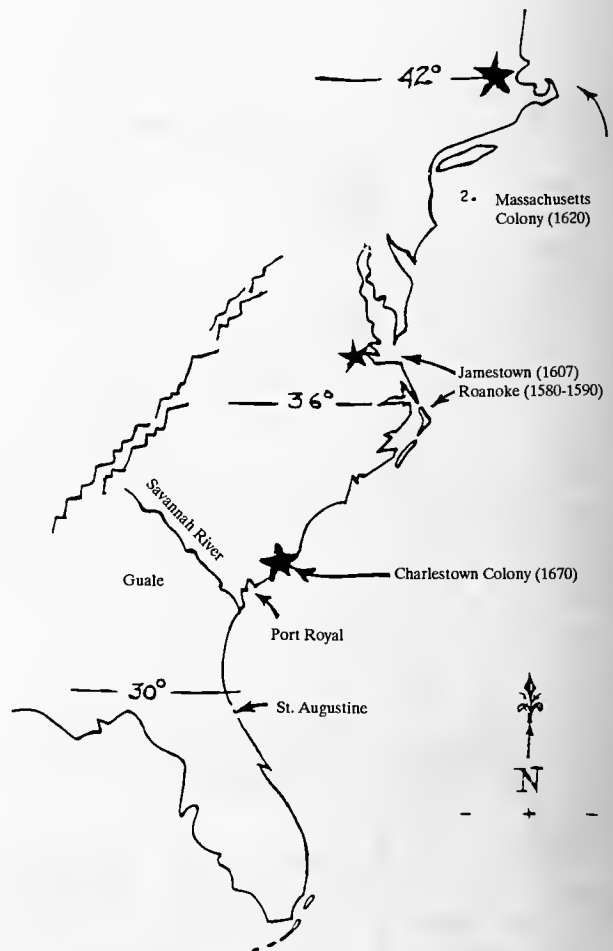 42°
2. Massachusetts
Colony (1620)
Jamestown (1607)
Roanoke (1580-1590)
36°
Savannah River
Guale
Charlestown Colony (1670)
Port Royal
30°
St. Augustine
N